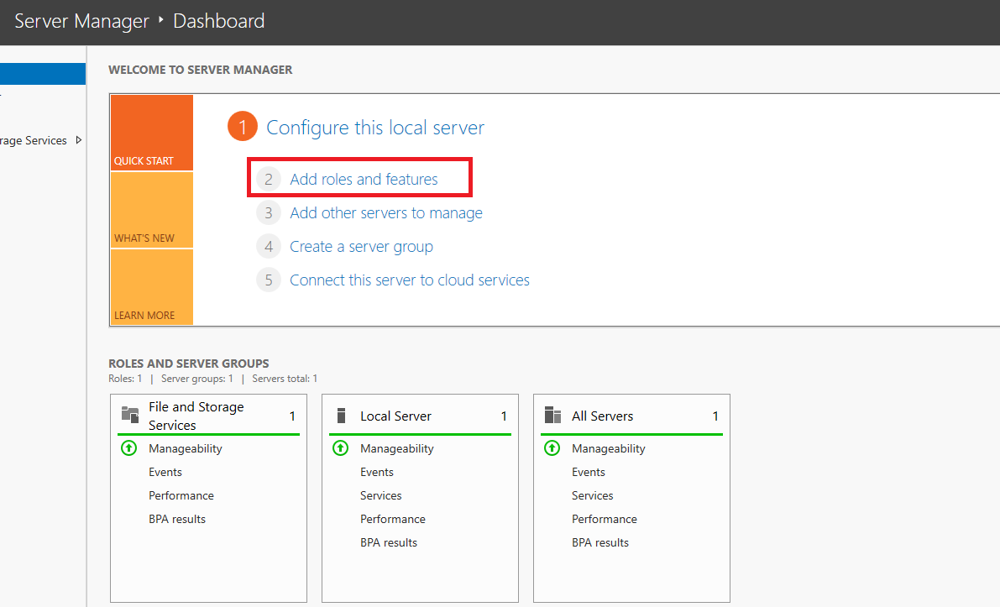 Server Manager ‣ Dashboard
WELCOME TO SERVER MANAGER
rage Services
QUICK START
WHAT'S NEW
LEARN MORE
1 Configure this local server
2 Add roles and features
3 Add other servers to manage
4 Create a server group
5 Connect this server to cloud services
ROLES AND SERVER GROUPS
Roles: 1 | Server groups: 1 | Servers total: 1
File and Storage
Services 1
Manageability
Events
Performance
BPA results
Local Server 1
Manageability
Events
Services
Performance
BPA results
All Servers 1
Manageability
Events
Services
Performance
BPA results